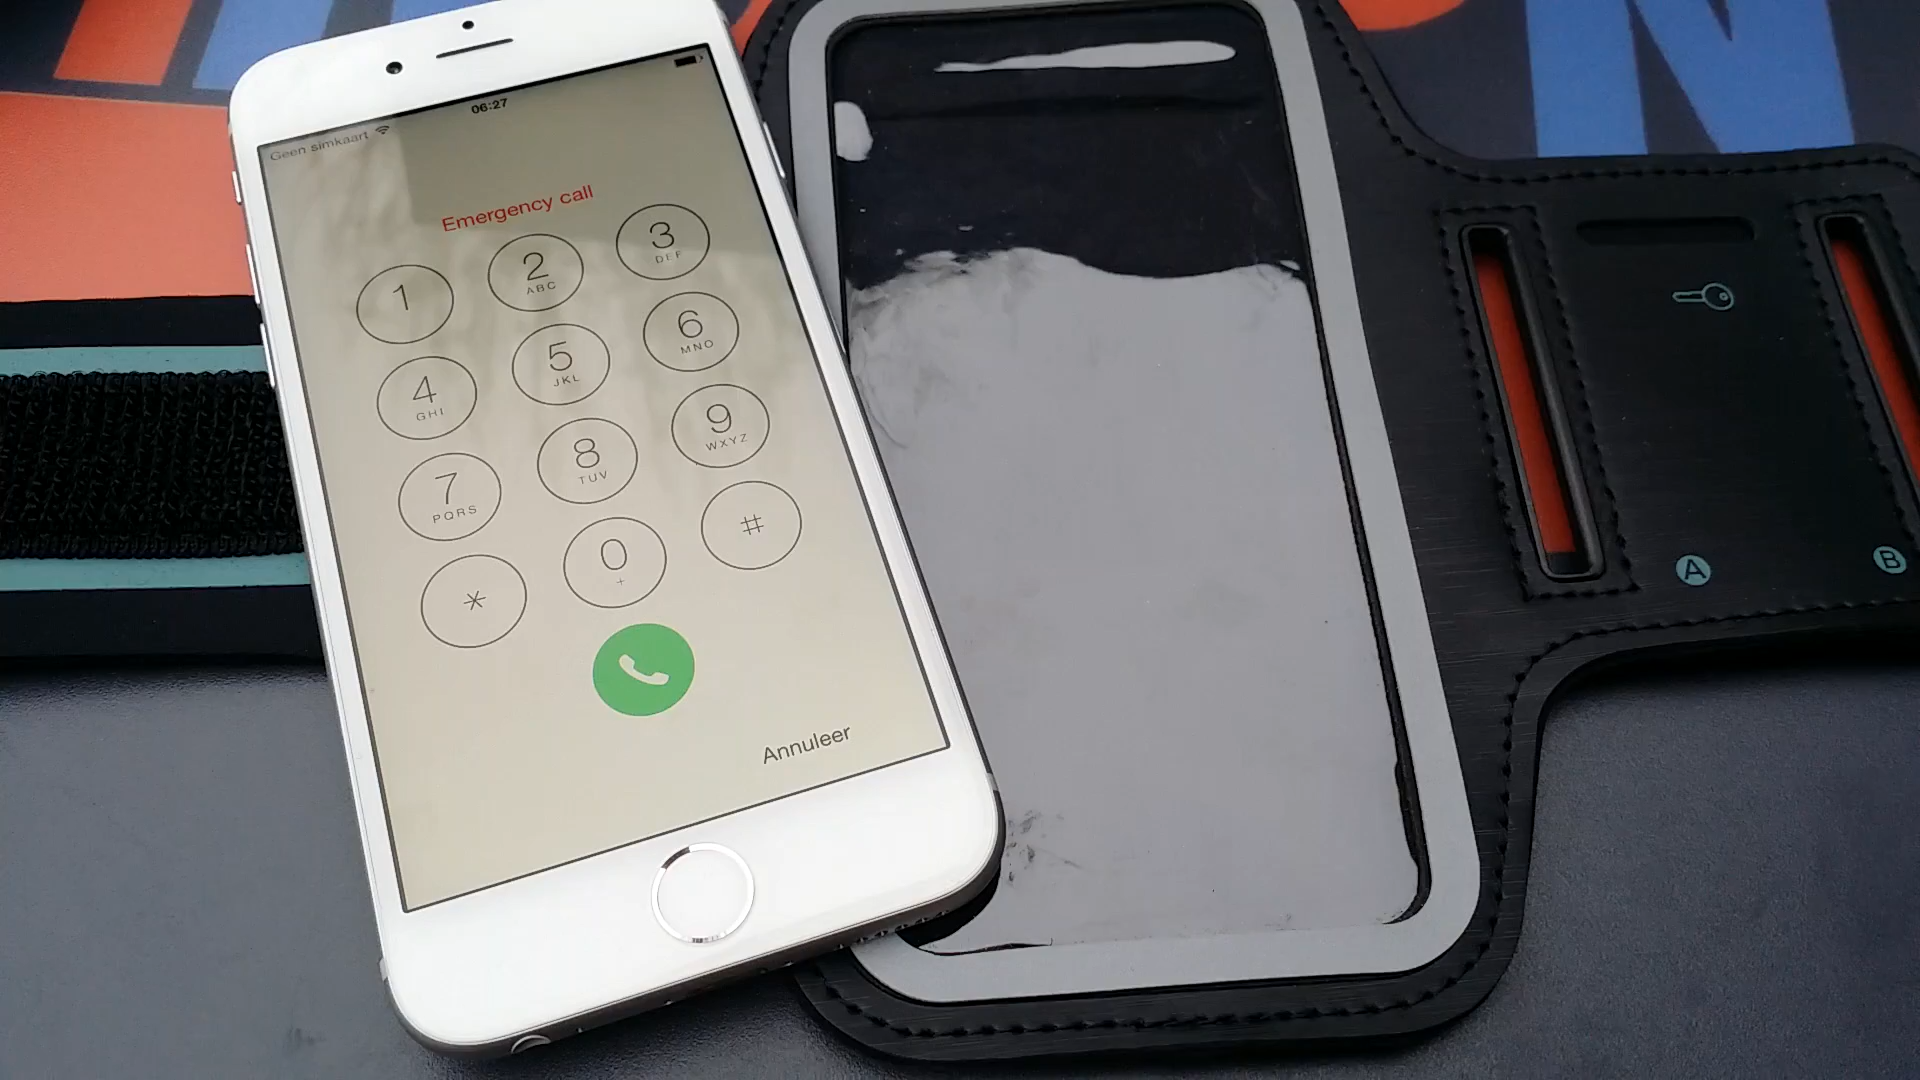 06:27
Geen simkaart
Emergency call
1
2
ABC
3
DEF
4
GHI
5
JKL
6
MNO
7
PQRS
8
TUV
9
WXYZ
*
0
+
#
Annuleer
A
B